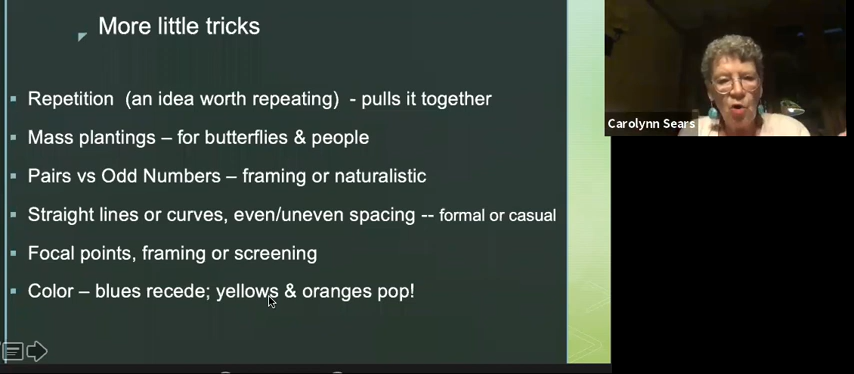 More little tricks
Repetition  (an idea worth repeating)  - pulls it together
Mass plantings – for butterflies & people
Pairs vs Odd Numbers – framing or naturalistic
Straight lines or curves, even/uneven spacing -- formal or casual
Focal points, framing or screening
Color – blues recede; yellows & oranges pop!
Carolynn Sears